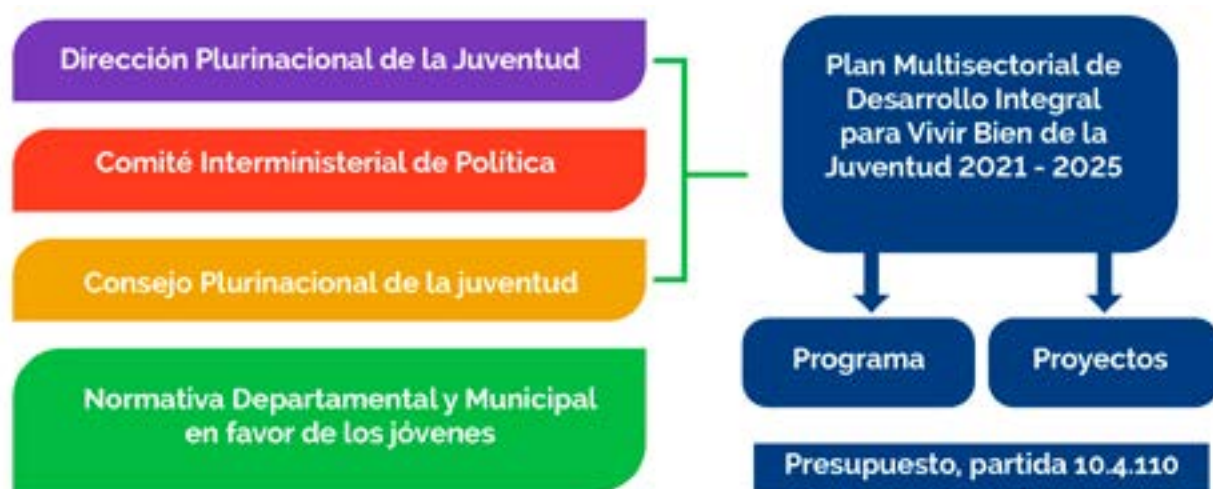 Dirección Plurinacional de la Juventud
Comité Interministerial de Política
Consejo Plurinacional de la juventud
Normativa Departamental y Municipal
en favor de los jóvenes
Plan Multisectorial de
Desarrollo Integral
para Vivir Bien de la
Juventud 2021 - 2025
Programa
Proyectos
Presupuesto, partida 10.4.110